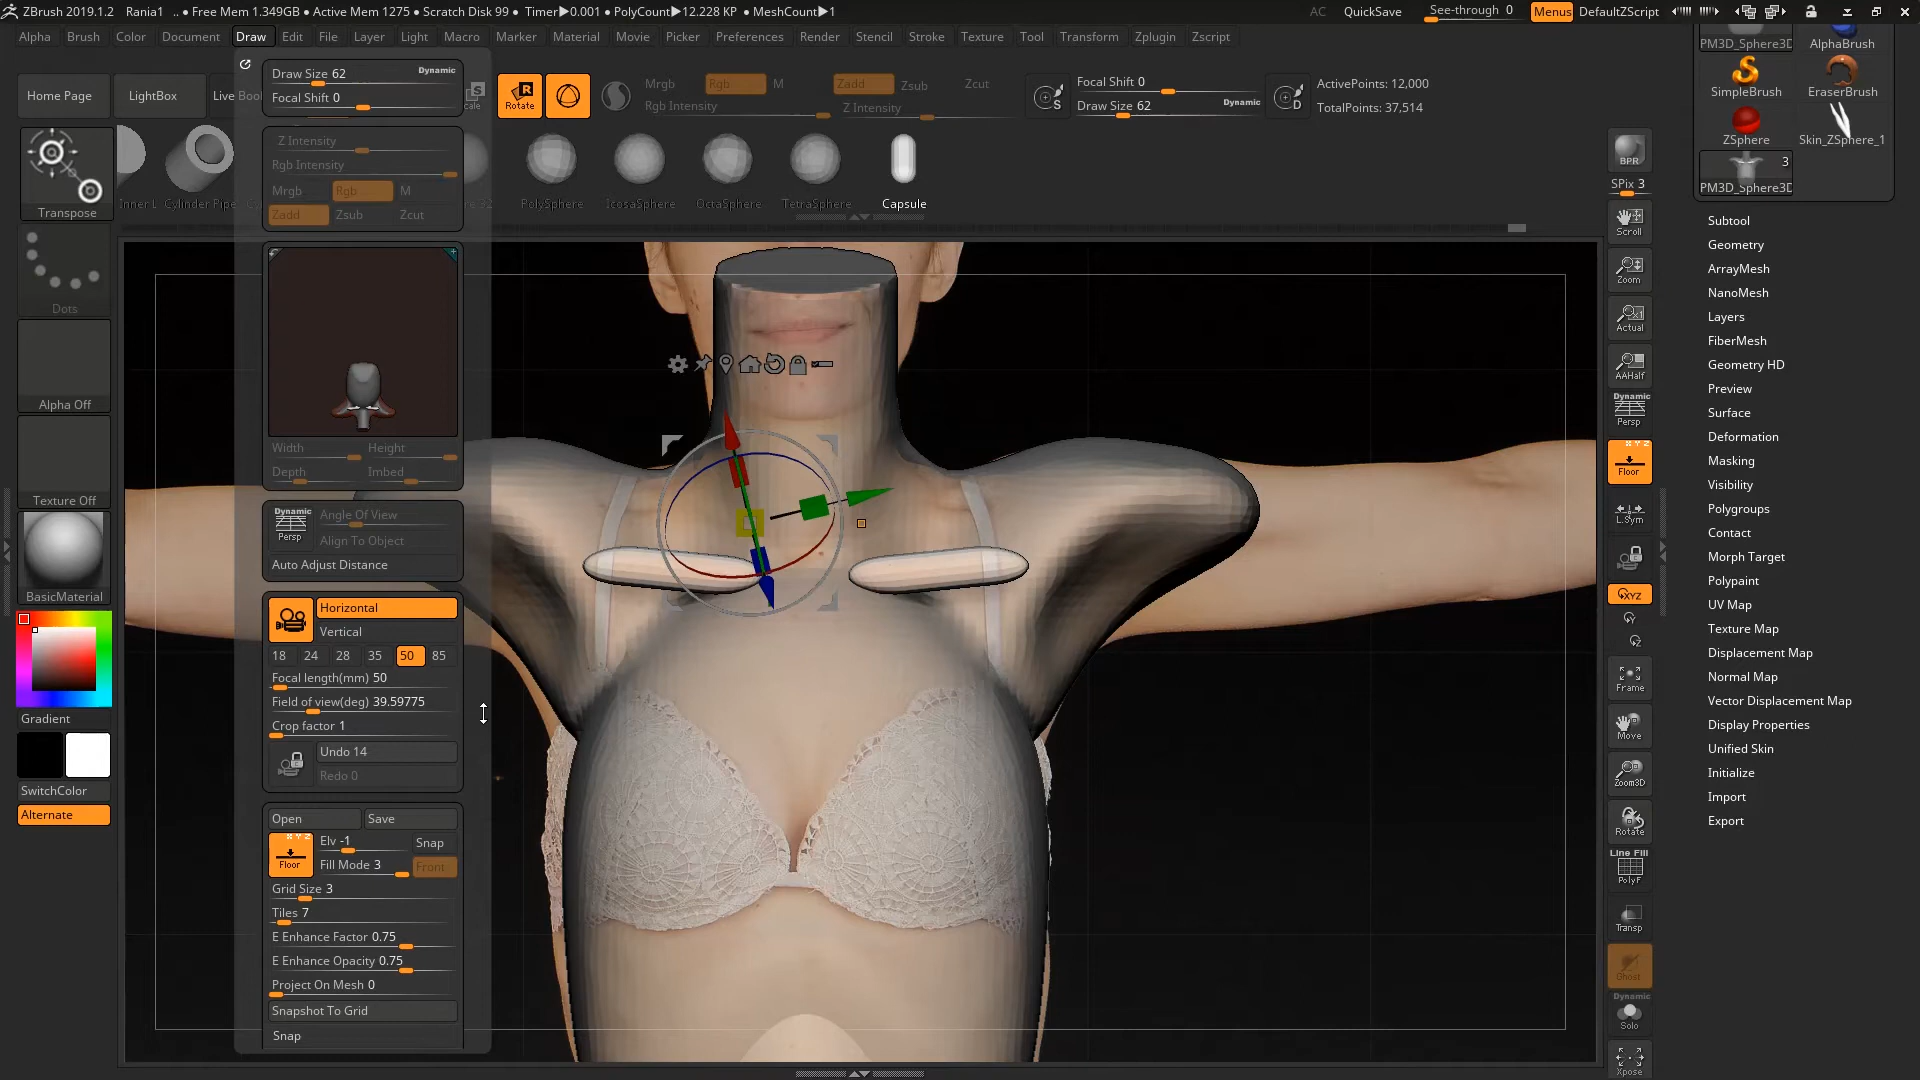 ZBrush 2019.1.2 Rania1 .. • Free Mem 1.349GB • Active Mem 1275 • Scratch Disk 99 • Timer▶0.001 • PolyCount▶12.228 KP • MeshCount▶1 AC QuickSave See-through 0 Menus DefaultZScript
Alpha Brush Color Document Draw Edit File Layer Light Macro Marker Material Movie Picker Preferences Render Stencil Stroke Texture Tool Transform Zplugin Zscript
Home Page LightBox Live Bool
Rotate
Mrgb Rgb M Zadd Zsub Zcut
Rgb Intensity Z Intensity
Focal Shift 0
Draw Size 62 Dynamic
ActivePoints: 12,000
TotalPoints: 37,514
Inner L Cylinder Pipe PolySphere IcosaSphere OctaSphere TetraSphere Capsule
Transpose
Dots
Alpha Off
Texture Off
BasicMaterial
Gradient
SwitchColor
Alternate
Draw Size 62 Dynamic
Focal Shift 0
Z Intensity
Rgb Intensity
Mrgb Rgb M
Zadd Zsub Zcut
Width Height
Depth Imbed
Dynamic
Persp
Angle Of View
Align To Object
Auto Adjust Distance
Horizontal
Vertical
18 24 28 35 50 85
Focal length(mm) 50
Field of view(deg) 39.59775
Crop factor 1
Undo 14
Redo 0
Open Save
X Y Z
Floor
Elv -1 Snap
Fill Mode 3 Front
Grid Size 3
Tiles 7
E Enhance Factor 0.75
E Enhance Opacity 0.75
Project On Mesh 0
Snapshot To Grid
Snap
BPR
SPix 3
Scroll
Zoom
Actual
AAHalf
Dynamic
Persp
X Y Z
Floor
L.Sym
XYZ
Frame
Move
Zoom3D
Rotate
Line Fill
PolyF
Transp
Ghost
Dynamic
Solo
Xpose
PM3D_Sphere3D AlphaBrush
SimpleBrush EraserBrush
ZSphere Skin_ZSphere_1
3
PM3D_Sphere3D
Subtool
Geometry
ArrayMesh
NanoMesh
Layers
FiberMesh
Geometry HD
Preview
Surface
Deformation
Masking
Visibility
Polygroups
Contact
Morph Target
Polypaint
UV Map
Texture Map
Displacement Map
Normal Map
Vector Displacement Map
Display Properties
Unified Skin
Initialize
Import
Export